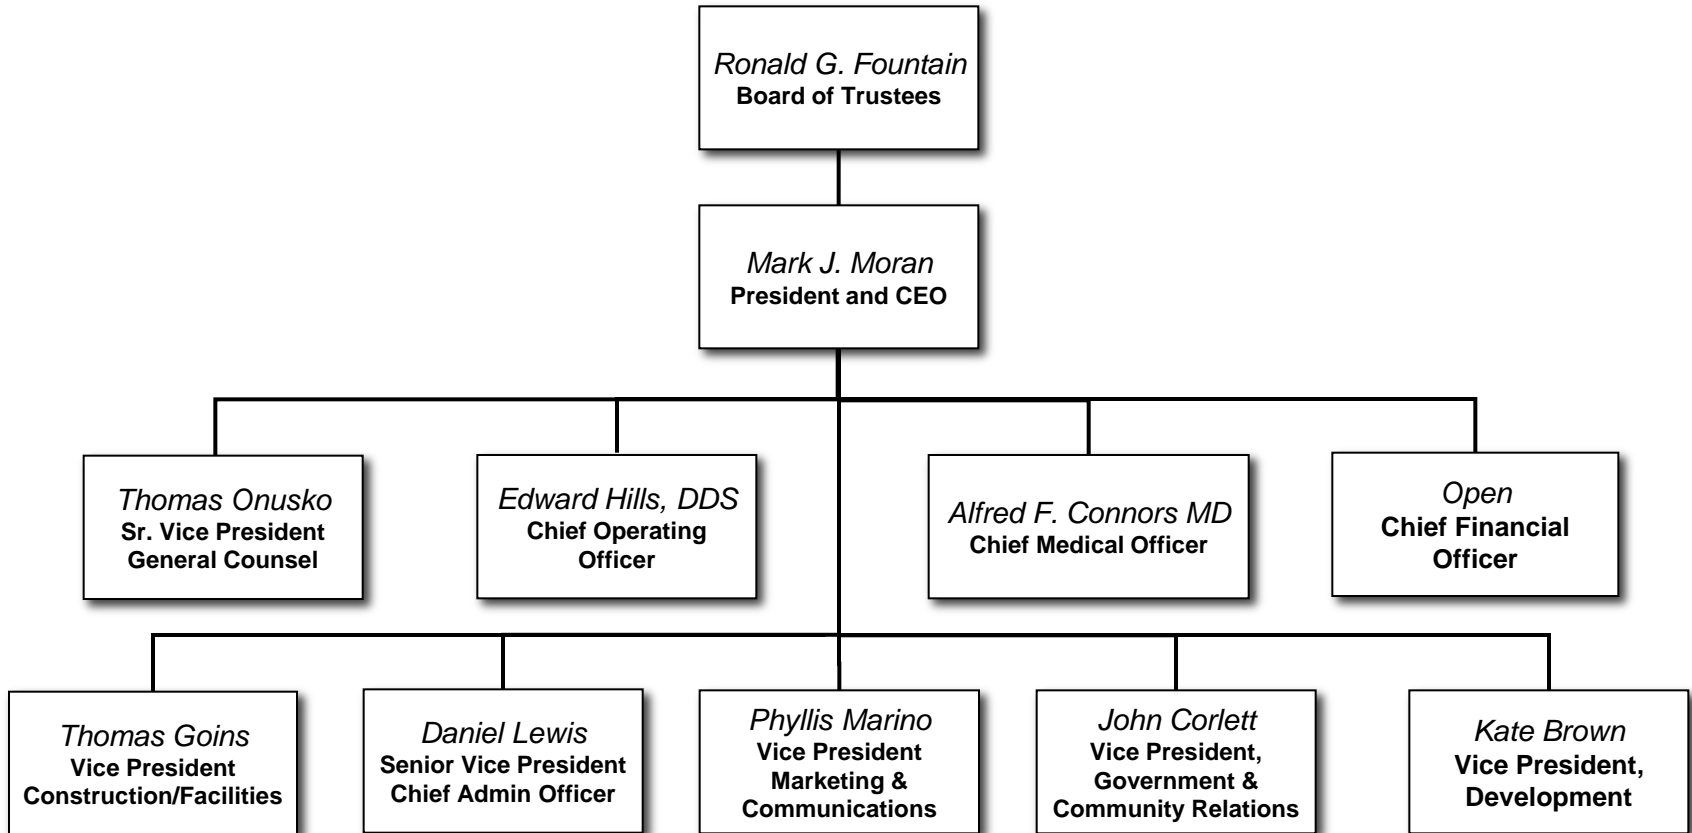 Ronald G. Fountain
Board of Trustees
Mark J. Moran
President and CEO
Thomas Onusko
Sr. Vice President
General Counsel
Edward Hills, DDS
Chief Operating
Officer
Alfred F. Connors MD
Chief Medical Officer
Open
Chief Financial
Officer
Thomas Goins
Vice President
Construction/Facilities
Daniel Lewis
Senior Vice President
Chief Admin Officer
Phyllis Marino
Vice President
Marketing &
Communications
John Corlett
Vice President,
Government &
Community Relations
Kate Brown
Vice President,
Development